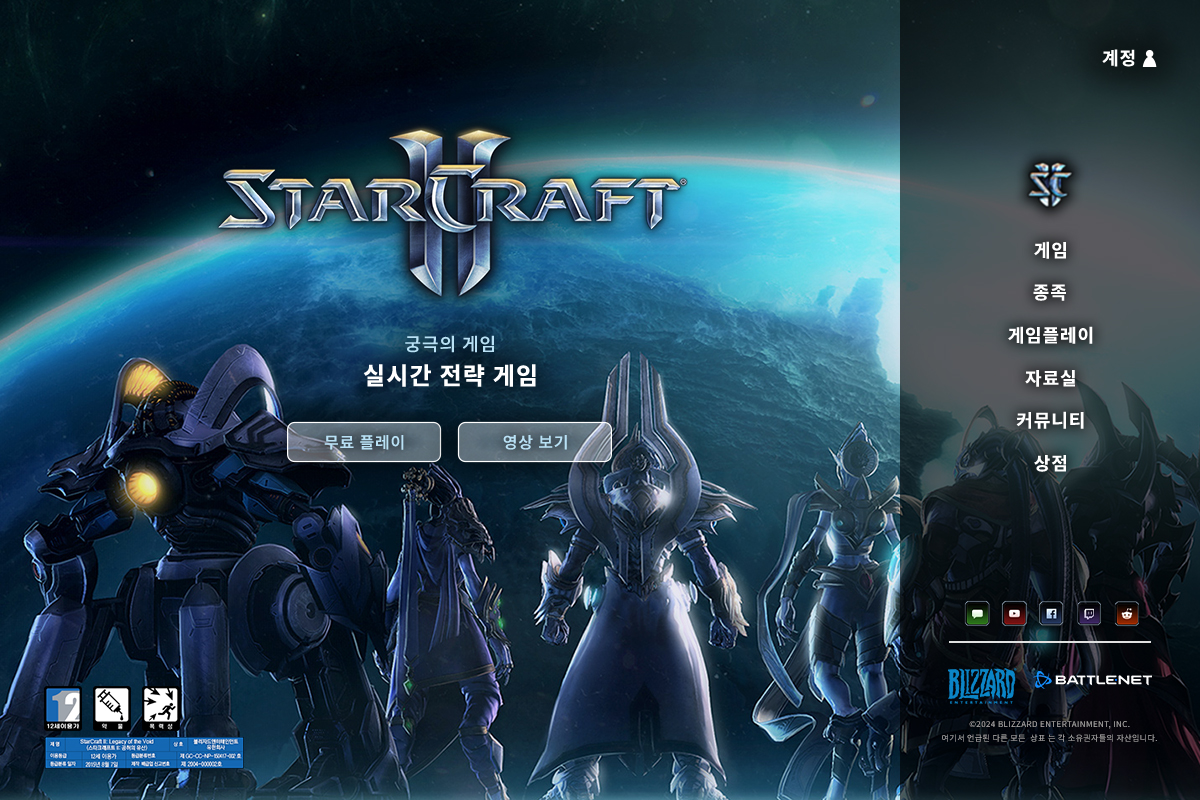 계정
STARCRAFT
II
궁극의 게임
실시간 전략 게임
무료 플레이
영상 보기
SC
게임
종족
게임플레이
자료실
커뮤니티
상점
BLIZZARD
ENTERTAINMENT
BATTLENET
©2024 BLIZZARD ENTERTAINMENT, INC.
여기서 언급된 다른 모든 상표 는 각 소유권자들의 자산입니다.
12
12세이용가
약 물
폭 력 성
제 명
StarCraft II: Legacy of the Void
(스타크래프트 II: 공허의 유산)
상 호
블리자드엔터테인먼트
유한회사
이용등급
12세 이용가
등급분류번호
등급분류 일자
2015년 8월 7일
제작·배급업 신고번호
제 2004-000002호